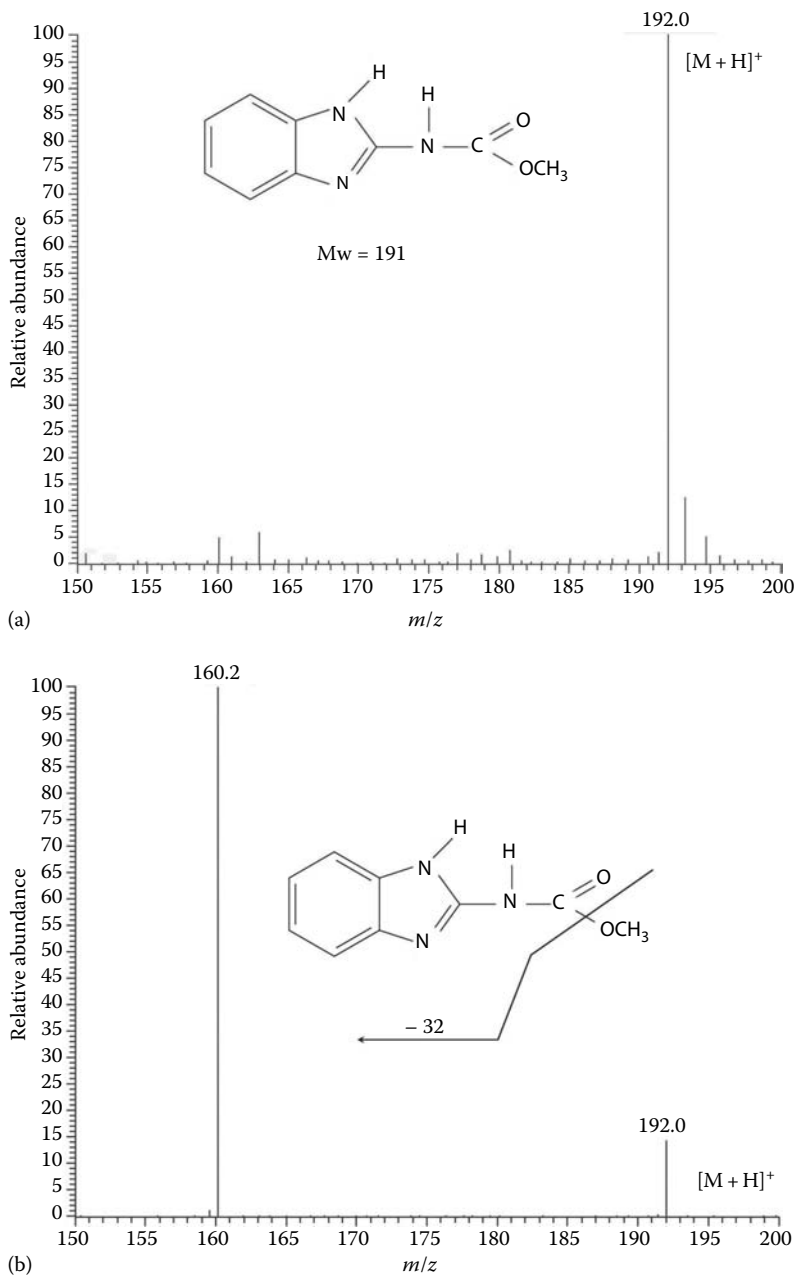 192.0
100
[M + H]+
95
90
85
80
75
70
65
60
55
50
45
40
35
30
25
20
15
10
5
0
Relative abundance
H
N
H
N
N
C
O
OCH3
Mw = 191
150 155 160 165 170 175 180 185 190 195 200
(a)
m/z
160.2
100
95
90
85
80
75
70
65
60
55
50
45
40
35
30
25
20
15
10
5
0
Relative abundance
H
N
H
N
N
C
O
OCH3
– 32
192.0
[M + H]+
150 155 160 165 170 175 180 185 190 195 200
(b)
m/z